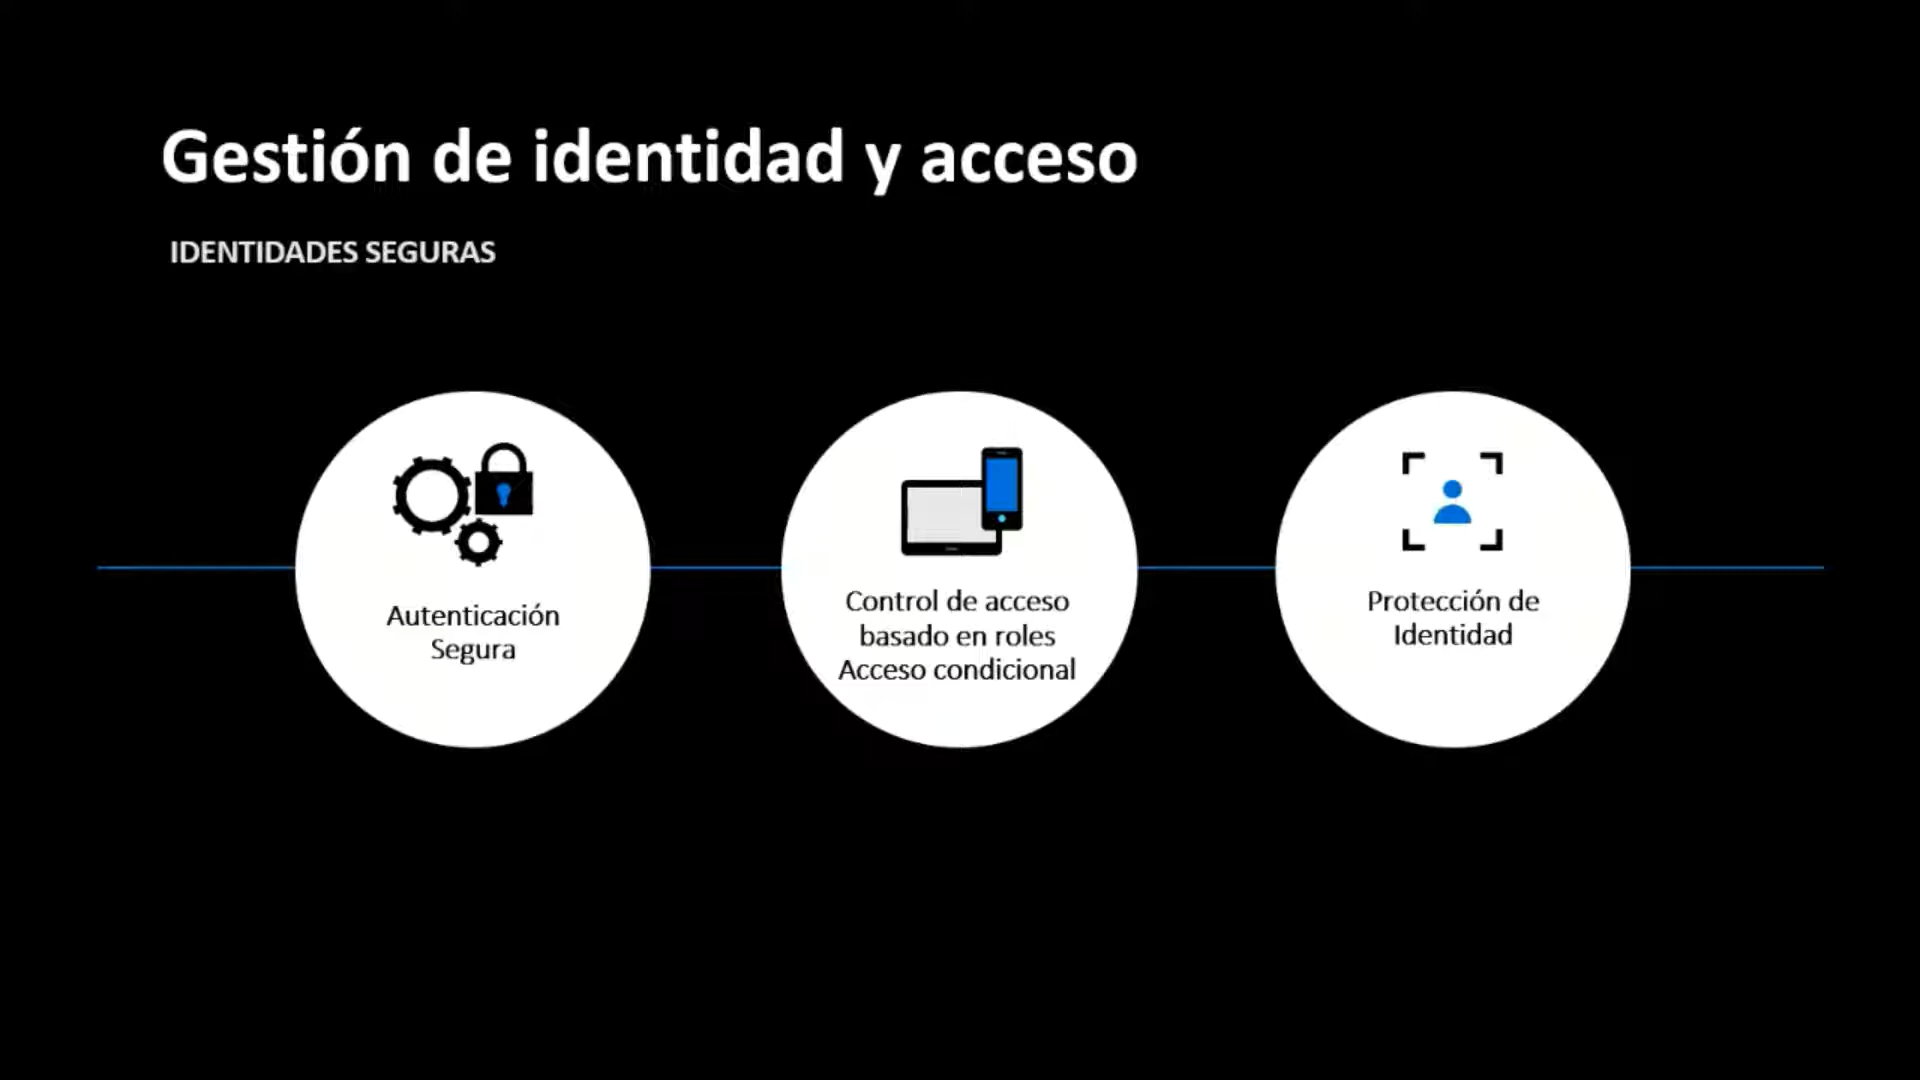 Gestión de identidad y acceso
IDENTIDADES SEGURAS
Autenticación
Segura
Control de acceso
basado en roles
Acceso condicional
Protección de
Identidad